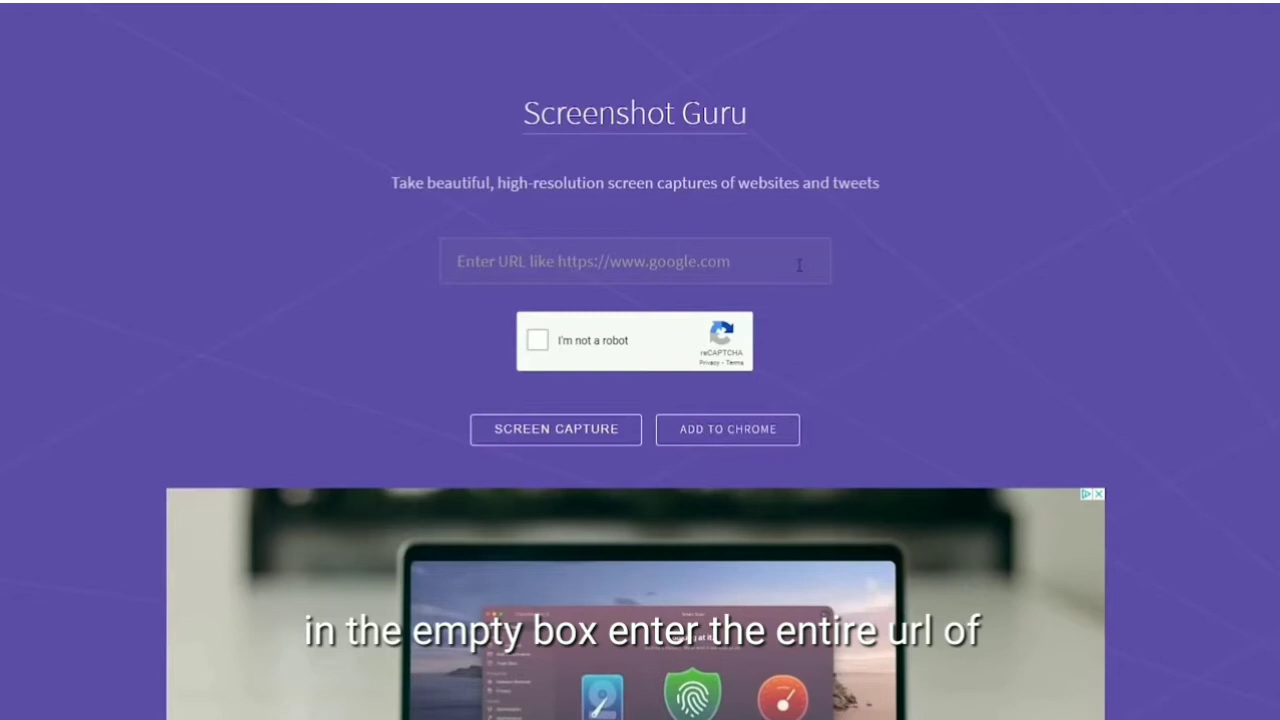 Screenshot Guru
Take beautiful, high-resolution screen captures of websites and tweets
Enter URL like https://www.google.com
I'm not a robot
reCAPTCHA
Privacy - Terms
SCREEN CAPTURE
ADD TO CHROME
in the empty box enter the entire url of